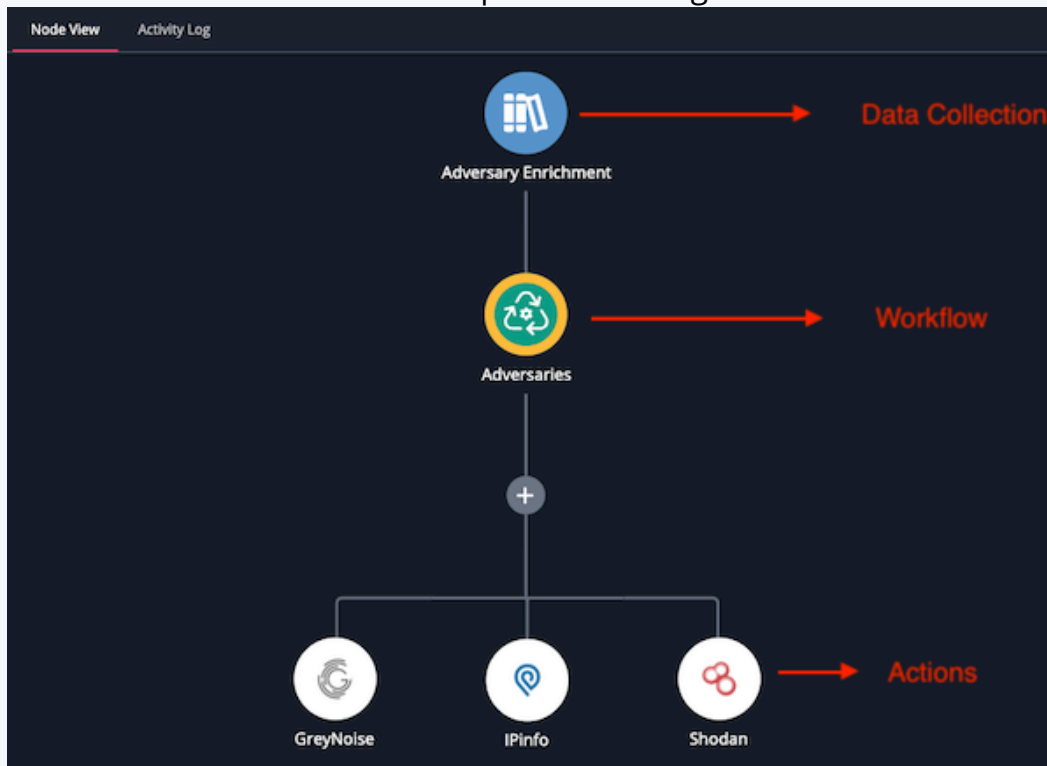 Node View Activity Log
Data Collection
Adversary Enrichment
Workflow
Adversaries
Actions
GreyNoise IPinfo Shodan